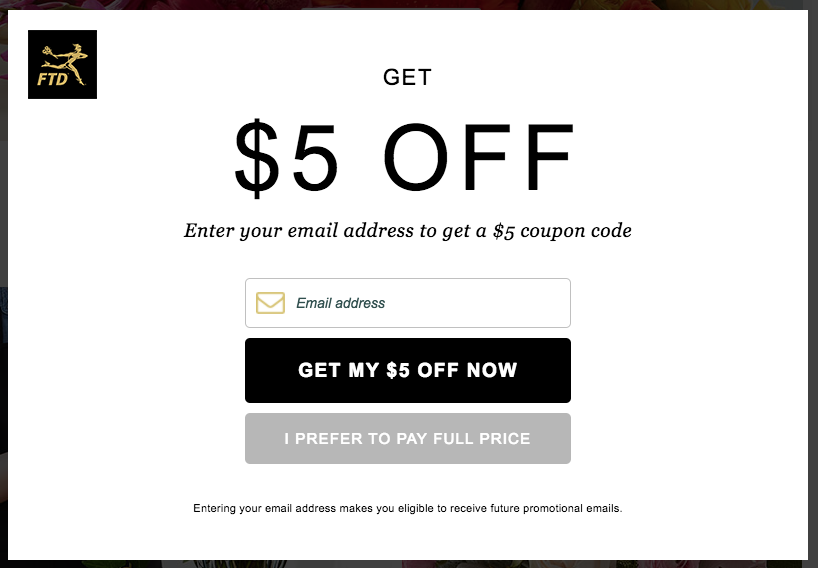 FTD
GET
$5 OFF
Enter your email address to get a $5 coupon code
Email address
GET MY $5 OFF NOW
I PREFER TO PAY FULL PRICE
Entering your email address makes you eligible to receive future promotional emails.